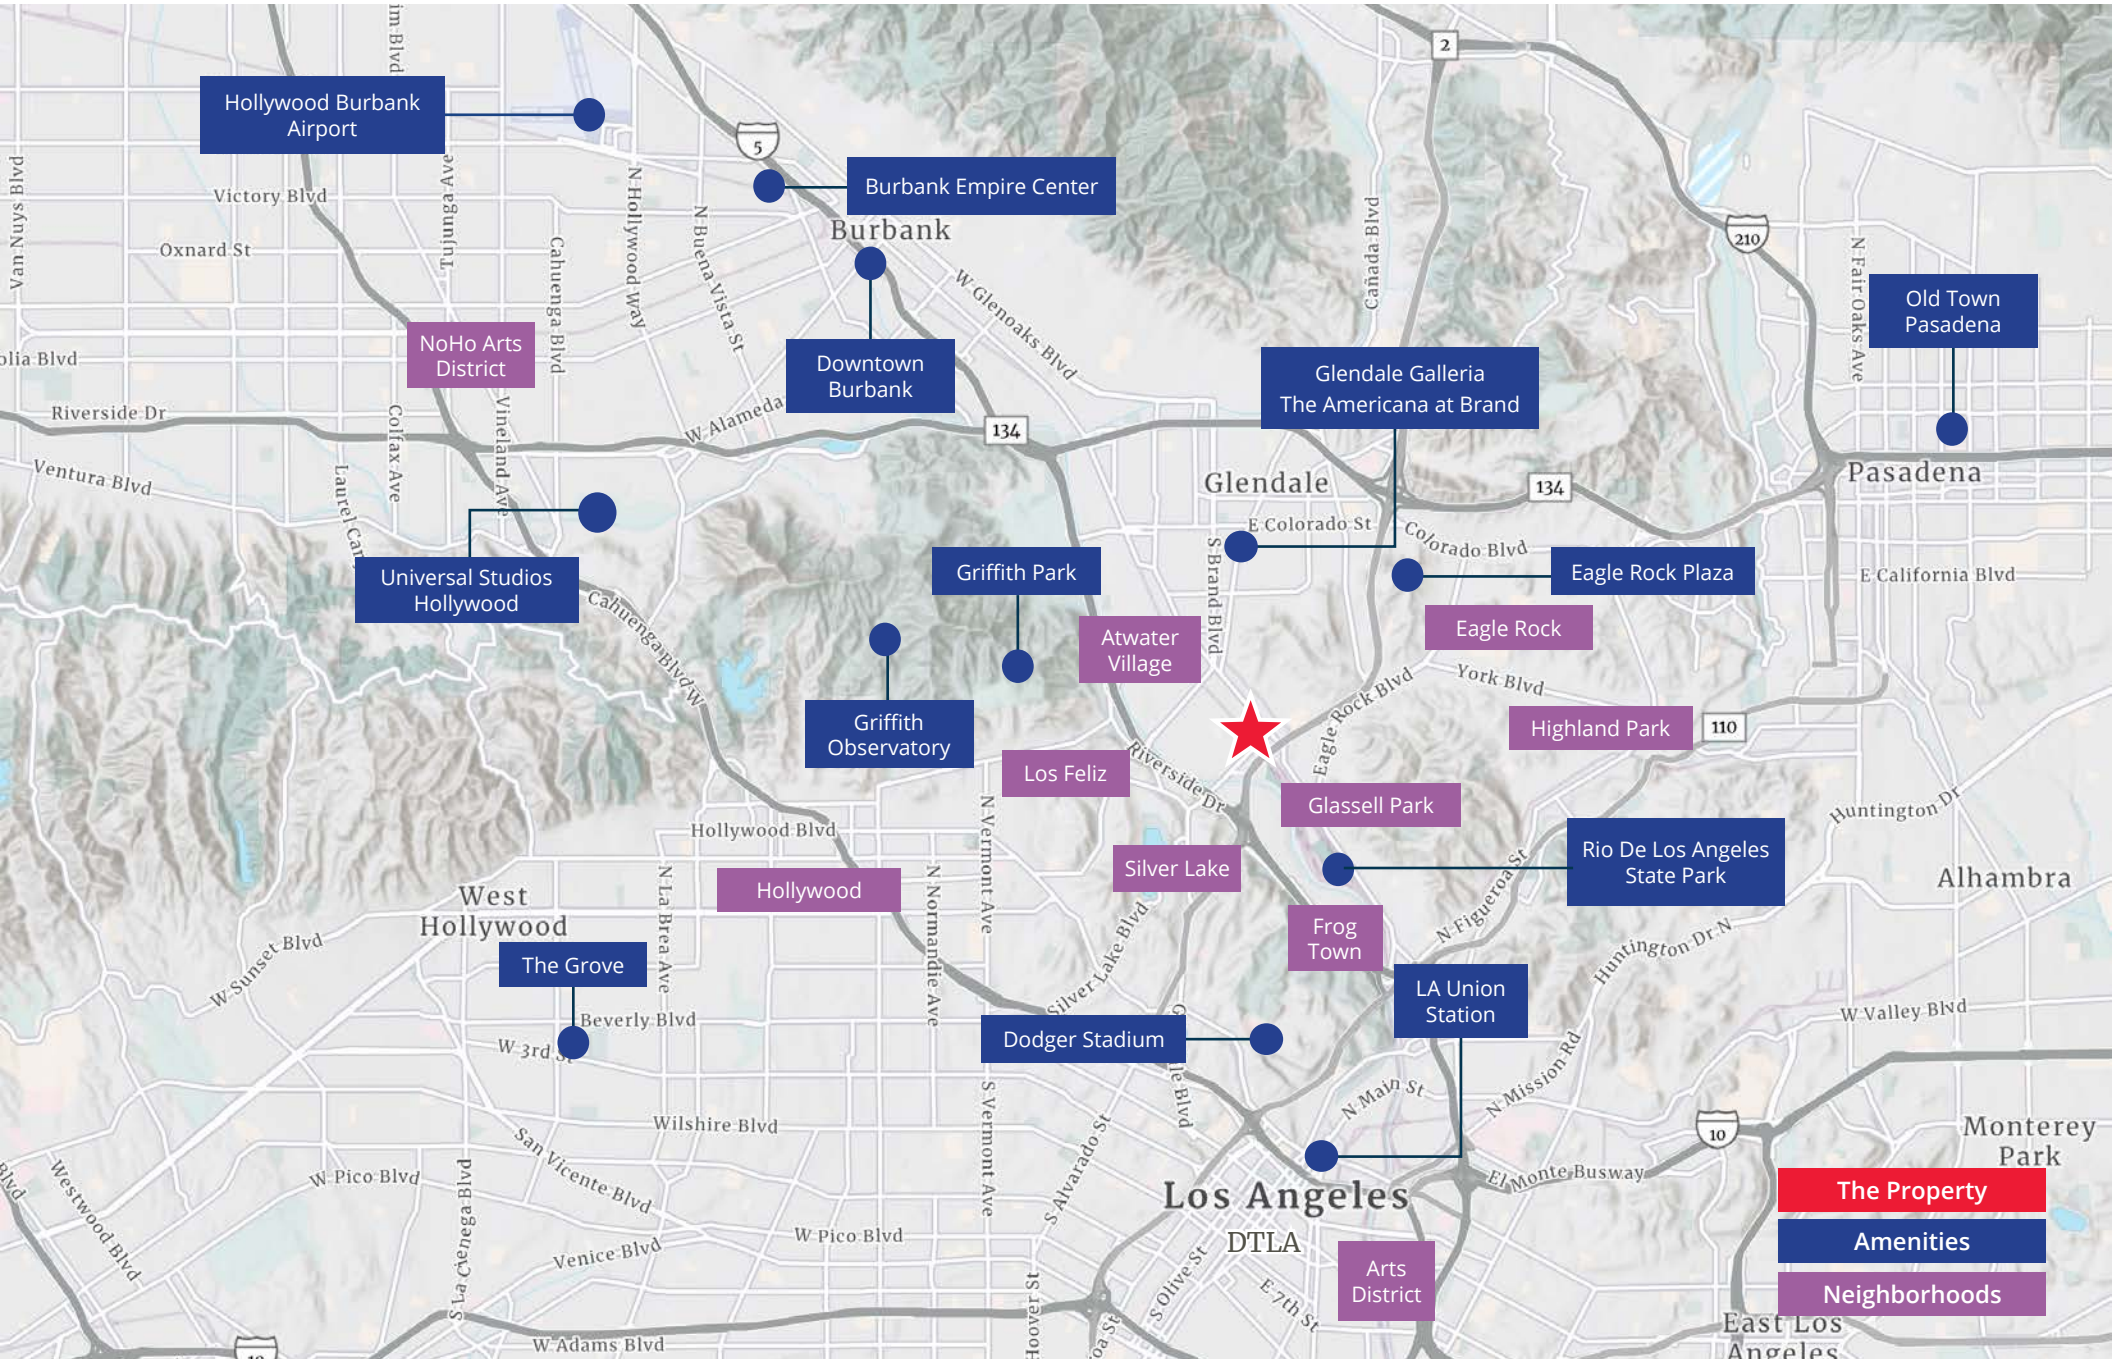 2
Hollywood Burbank
Airport
5
Van Nuys Blvd
Victory Blvd
Tujunga Ave
N Hollywood Way
Burbank Empire Center
Burbank
N Buena Vista St
Cañada Blvd
210
N Fair Oaks Ave
Oxnard St
Cahuenga Blvd
W Glenoaks Blvd
Old Town
Pasadena
NoHo Arts
District
Downtown
Burbank
Glendale Galleria
The Americana at Brand
Riverside Dr
Colfax Ave
Vineland Ave
W Alameda
134
Ventura Blvd
Glendale
134
Pasadena
E Colorado St
Colorado Blvd
S Brand Blvd
Universal Studios
Hollywood
Griffith Park
Eagle Rock Plaza
E California Blvd
Cahuenga Blvd W
Atwater
Village
Eagle Rock
York Blvd
Eagle Rock Blvd
Griffith
Observatory
Highland Park
110
Los Feliz
Riverside Dr
Glassell Park
Huntington Dr
Hollywood Blvd
N Vermont Ave
Silver Lake
Rio De Los Angeles
State Park
Alhambra
West
Hollywood
N La Brea Ave
Hollywood
N Normandie Ave
N Figueroa St
Frog
Town
Huntington Dr N
W Sunset Blvd
The Grove
Silver Lake Blvd
LA Union
Station
Beverly Blvd
W 3rd St
Dodger Stadium
W Valley Blvd
N Main St
N Mission Rd
Wilshire Blvd
S Vermont Ave
S Alvarado St
10
Monterey
Park
San Vicente Blvd
W Pico Blvd
Westwood Blvd
S La Cienega Blvd
El Monte Busway
Los Angeles
DTLA
The Property
W Pico Blvd
Venice Blvd
Amenities
Arts
District
S Olive St
E 7th St
Hoover St
Neighborhoods
W Adams Blvd
East Los
Angeles